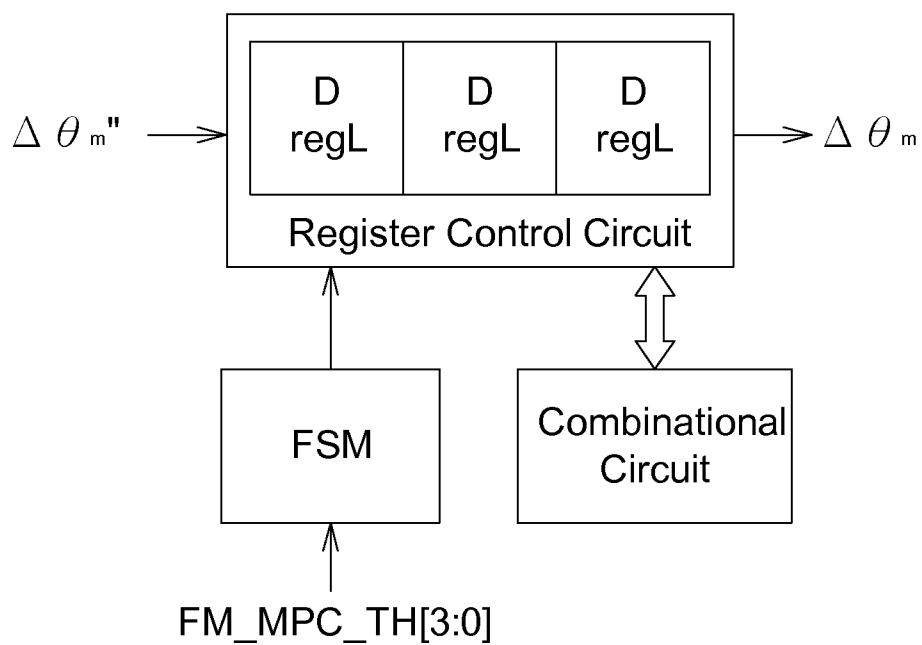 D D D
Δ θ m" regL regL regL Δ θ m
Register Control Circuit
FSM
Combinational
Circuit
FM_MPC_TH[3:0]